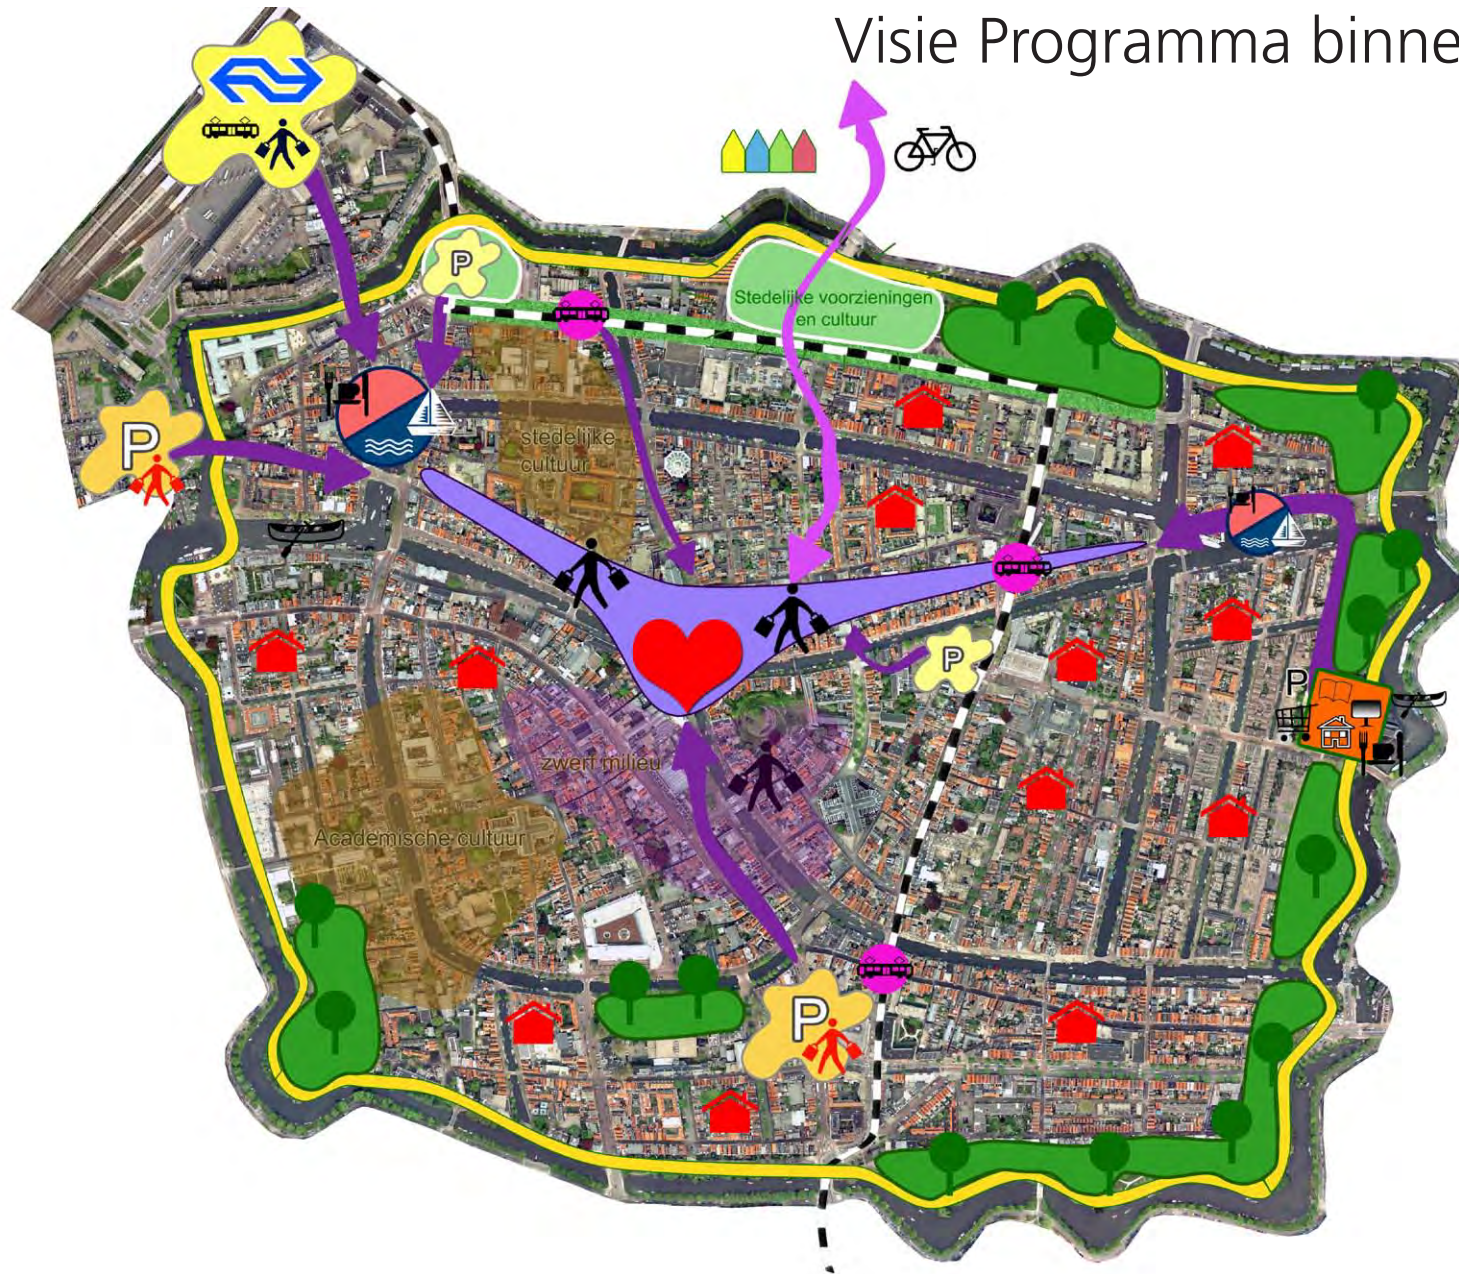 Visie Programma binne
P
Stedelijke voorzieningen
en cultuur
P
stedelijke
cultuur
P
P
zwerf milieu
Academische cultuur
P